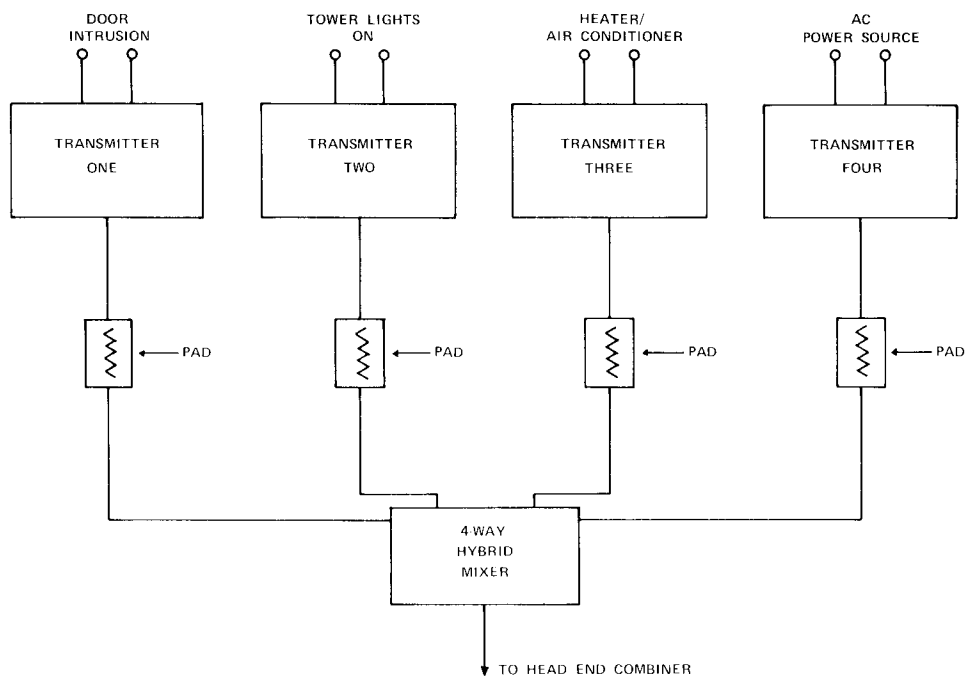 DOOR
INTRUSION
TOWER LIGHTS
ON
HEATER/
AIR CONDITIONER
AC
POWER SOURCE
TRANSMITTER
ONE
TRANSMITTER
TWO
TRANSMITTER
THREE
TRANSMITTER
FOUR
PAD
PAD
PAD
PAD
4-WAY
HYBRID
MIXER
TO HEAD END COMBINER